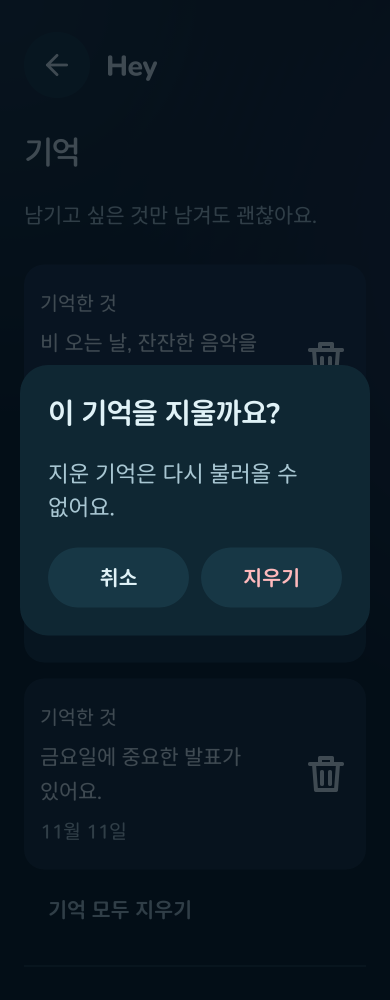 Hey
기억
남기고 싶은 것만 남겨도 괜찮아요.
기억한 것
비 오는 날, 잔잔한 음악을
이 기억을 지울까요?
지운 기억은 다시 불러올 수
없어요.
취소
지우기
기억한 것
금요일에 중요한 발표가
있어요.
11월 11일
기억 모두 지우기